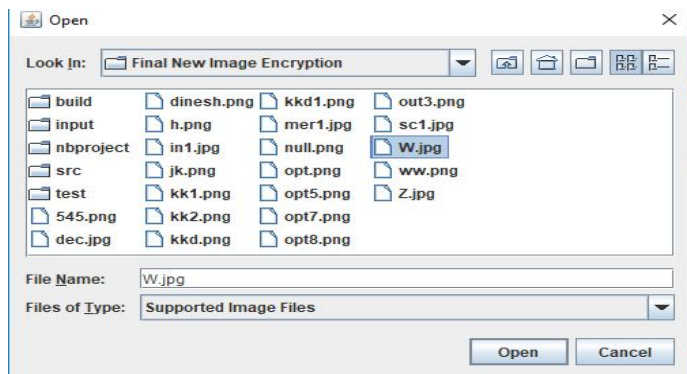 Open
Look In: Final New Image Encryption
build dinesh.png kkd1.png out3.png
input h.png mer1.jpg sc1.jpg
nbproject in1.jpg null.png W.jpg
src jk.png opt.png ww.png
test kk1.png opt5.png Z.jpg
545.png kk2.png opt7.png
dec.jpg kkd.png opt8.png
File Name: W.jpg
Files of Type: Supported Image Files
Open Cancel